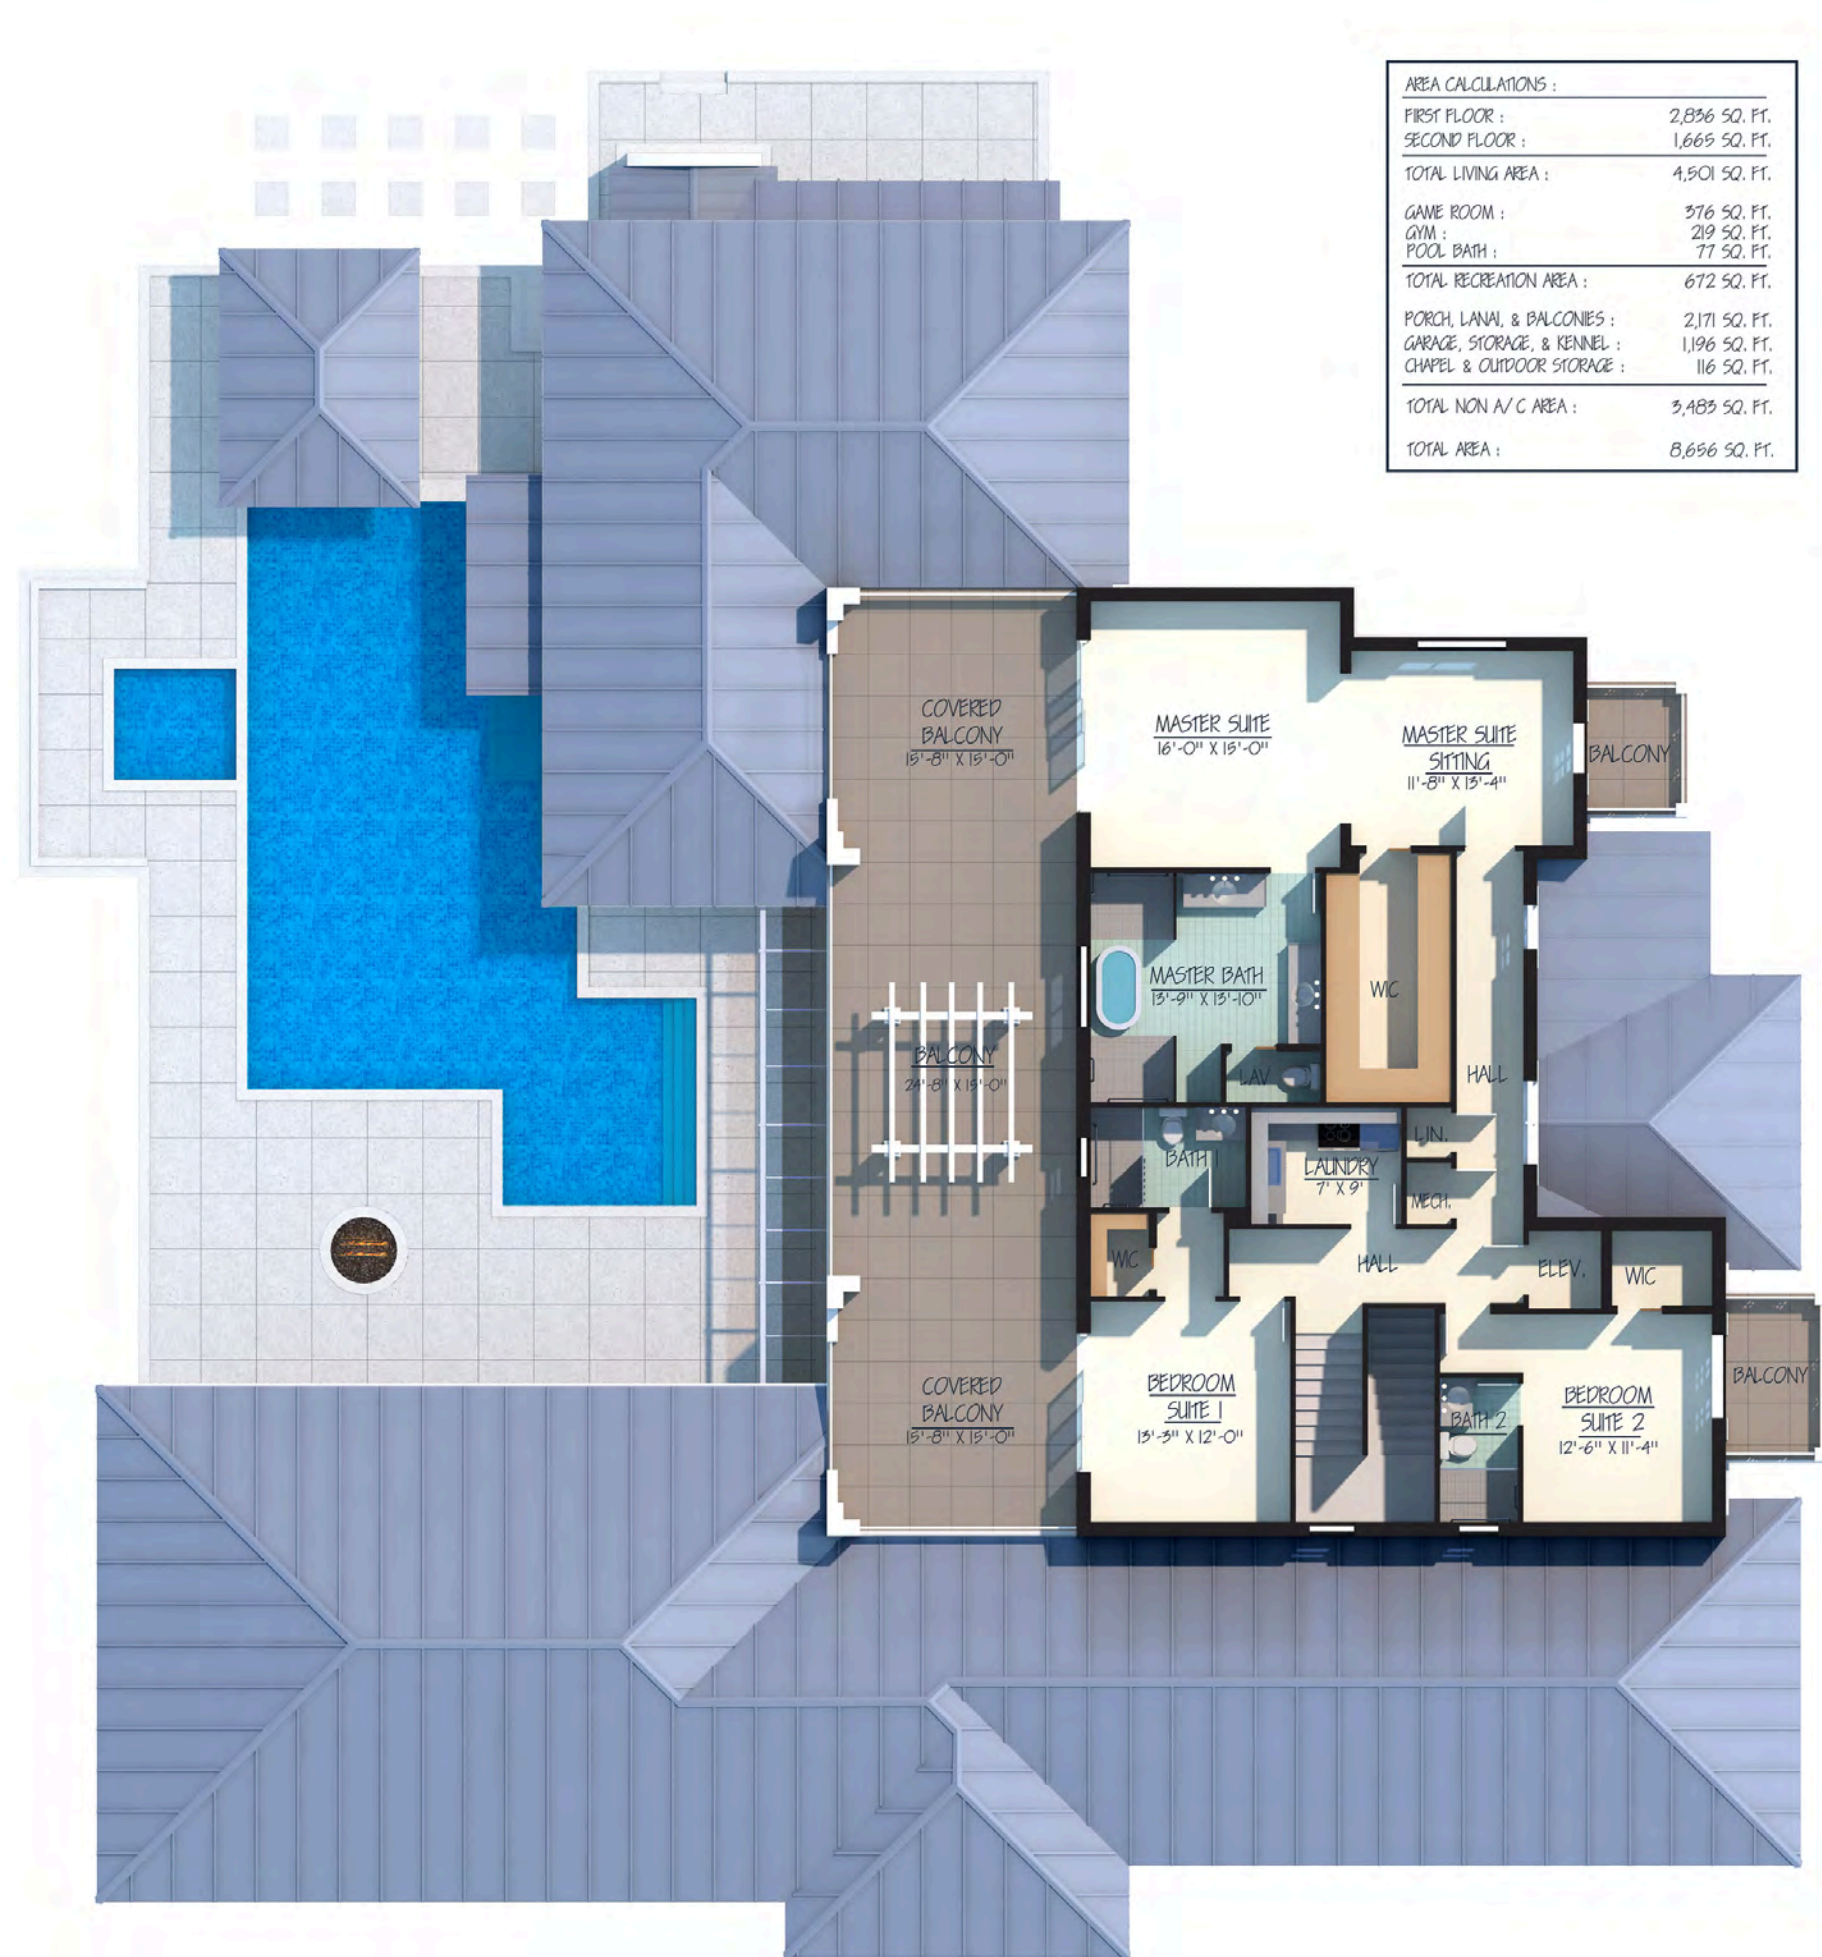 AREA CALCULATIONS :
FIRST FLOOR : 2,836 SQ. FT.
SECOND FLOOR : 1,665 SQ. FT.
TOTAL LIVING AREA : 4,501 SQ. FT.
GAME ROOM : 376 SQ. FT.
GYM : 219 SQ. FT.
POOL BATH : 77 SQ. FT.
TOTAL RECREATION AREA : 672 SQ. FT.
PORCH, LANAI, & BALCONIES : 2,171 SQ. FT.
GARAGE, STORAGE, & KENNEL : 1,196 SQ. FT.
CHAPEL & OUTDOOR STORAGE : 116 SQ. FT.
TOTAL NON A/C AREA : 3,483 SQ. FT.
TOTAL AREA : 8,656 SQ. FT.
COVERED
BALCONY
15'-8" X 15'-0"
MASTER SUITE
16'-0" X 15'-0"
MASTER SUITE
SITTING
11'-8" X 13'-4"
BALCONY
MASTER BATH
13'-9" X 13'-10"
WIC
BALCONY
24'-8" X 15'-0"
LAV
HALL
BATH 1
LAUNDRY
7' X 9'
LIN.
MECH.
WIC
HALL
ELEV.
WIC
COVERED
BALCONY
15'-8" X 15'-0"
BEDROOM
SUITE 1
13'-3" X 12'-0"
BATH 2
BEDROOM
SUITE 2
12'-6" X 11'-4"
BALCONY